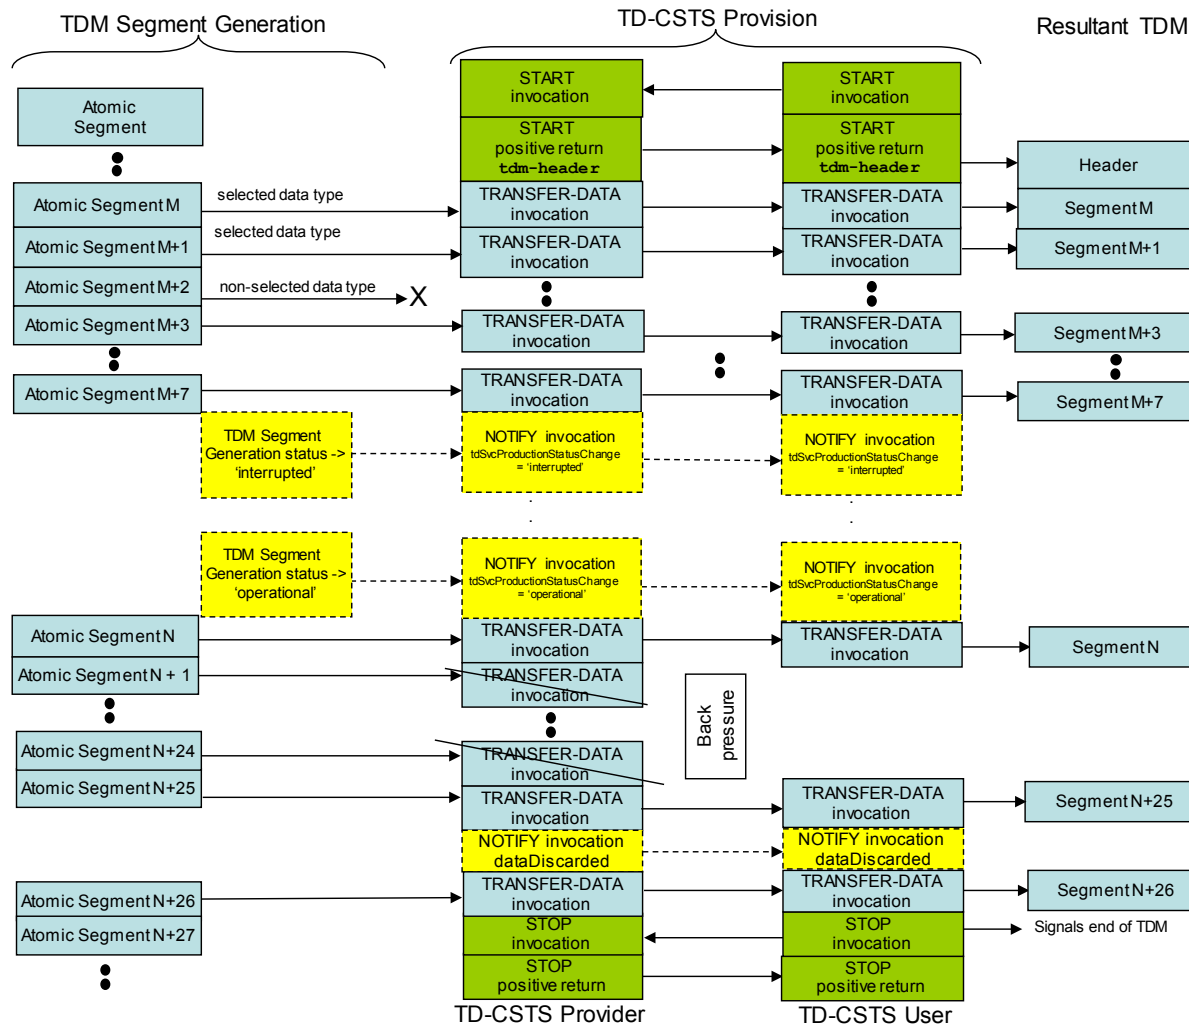 TDM Segment Generation
TD-CSTS Provision
Resultant TDM
Atomic
Segment
START
invocation
START
invocation
START
positive return
tdm-header
START
positive return
tdm-header
Header
Atomic Segment M
selected data type
TRANSFER-DATA
invocation
TRANSFER-DATA
invocation
Segment M
Atomic Segment M+1
selected data type
TRANSFER-DATA
invocation
TRANSFER-DATA
invocation
Segment M+1
Atomic Segment M+2
non-selected data type
X
Atomic Segment M+3
TRANSFER-DATA
invocation
TRANSFER-DATA
invocation
Segment M+3
Atomic Segment M+7
TRANSFER-DATA
invocation
TRANSFER-DATA
invocation
Segment M+7
TDM Segment
Generation status ->
‘interrupted’
NOTIFY invocation
tdSvcProductionStatusChange
= ‘interrupted’
NOTIFY invocation
tdSvcProductionStatusChange
= ‘interrupted’
TDM Segment
Generation status ->
‘operational’
NOTIFY invocation
tdSvcProductionStatusChange
= ‘operational’
NOTIFY invocation
tdSvcProductionStatusChange
= ‘operational’
Atomic Segment N
TRANSFER-DATA
invocation
TRANSFER-DATA
invocation
Segment N
Atomic Segment N + 1
TRANSFER-DATA
invocation
Back
pressure
Atomic Segment N+24
TRANSFER-DATA
invocation
Atomic Segment N+25
TRANSFER-DATA
invocation
TRANSFER-DATA
invocation
Segment N+25
NOTIFY invocation
dataDiscarded
NOTIFY invocation
dataDiscarded
Atomic Segment N+26
TRANSFER-DATA
invocation
TRANSFER-DATA
invocation
Segment N+26
Atomic Segment N+27
STOP
invocation
STOP
invocation
Signals end of TDM
STOP
positive return
STOP
positive return
TD-CSTS Provider
TD-CSTS User